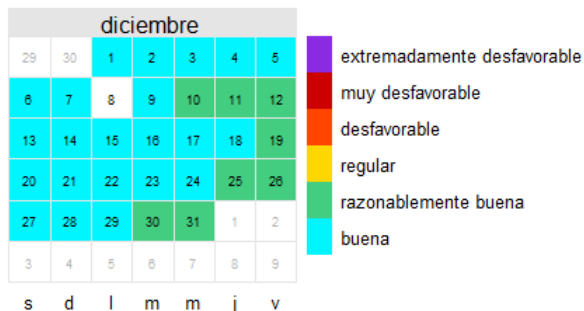 diciembre
29 30 1 2 3 4 5
6 7 8 9 10 11 12
13 14 15 16 17 18 19
20 21 22 23 24 25 26
27 28 29 30 31 1 2
3 4 5 6 7 8 9
s d l m m j v
extremadamente desfavorable
muy desfavorable
desfavorable
regular
razonablemente buena
buena